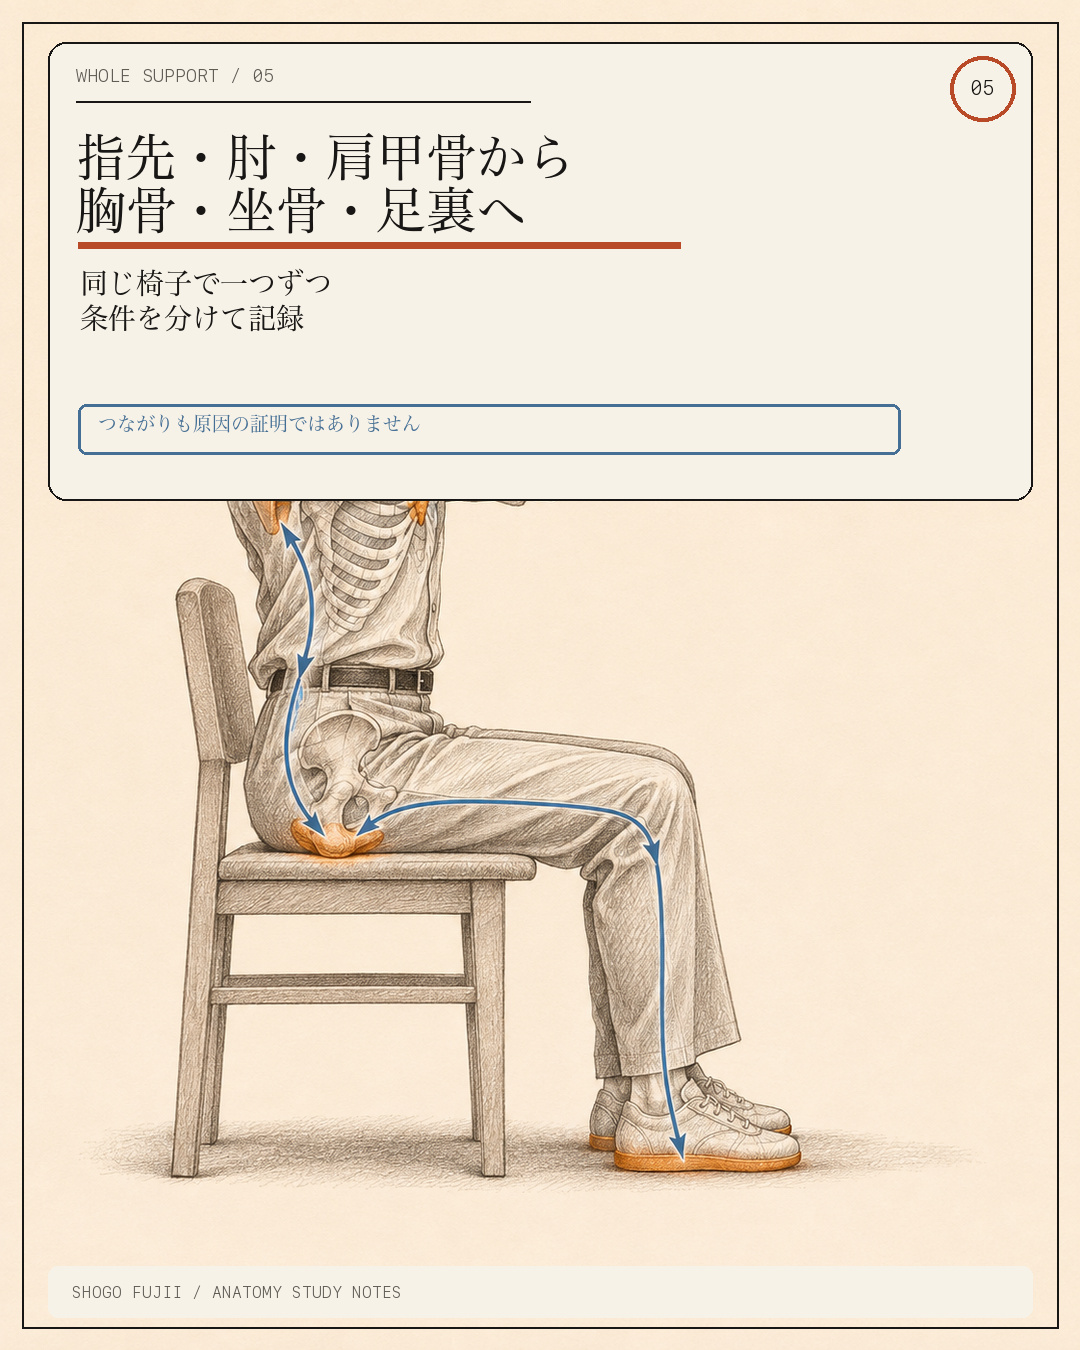 WHOLE SUPPORT / 05
05
指先・肘・肩甲骨から
胸骨・坐骨・足裏へ
同じ椅子で一つずつ
条件を分けて記録
つながりも原因の証明ではありません
SHOGO FUJII / ANATOMY STUDY NOTES